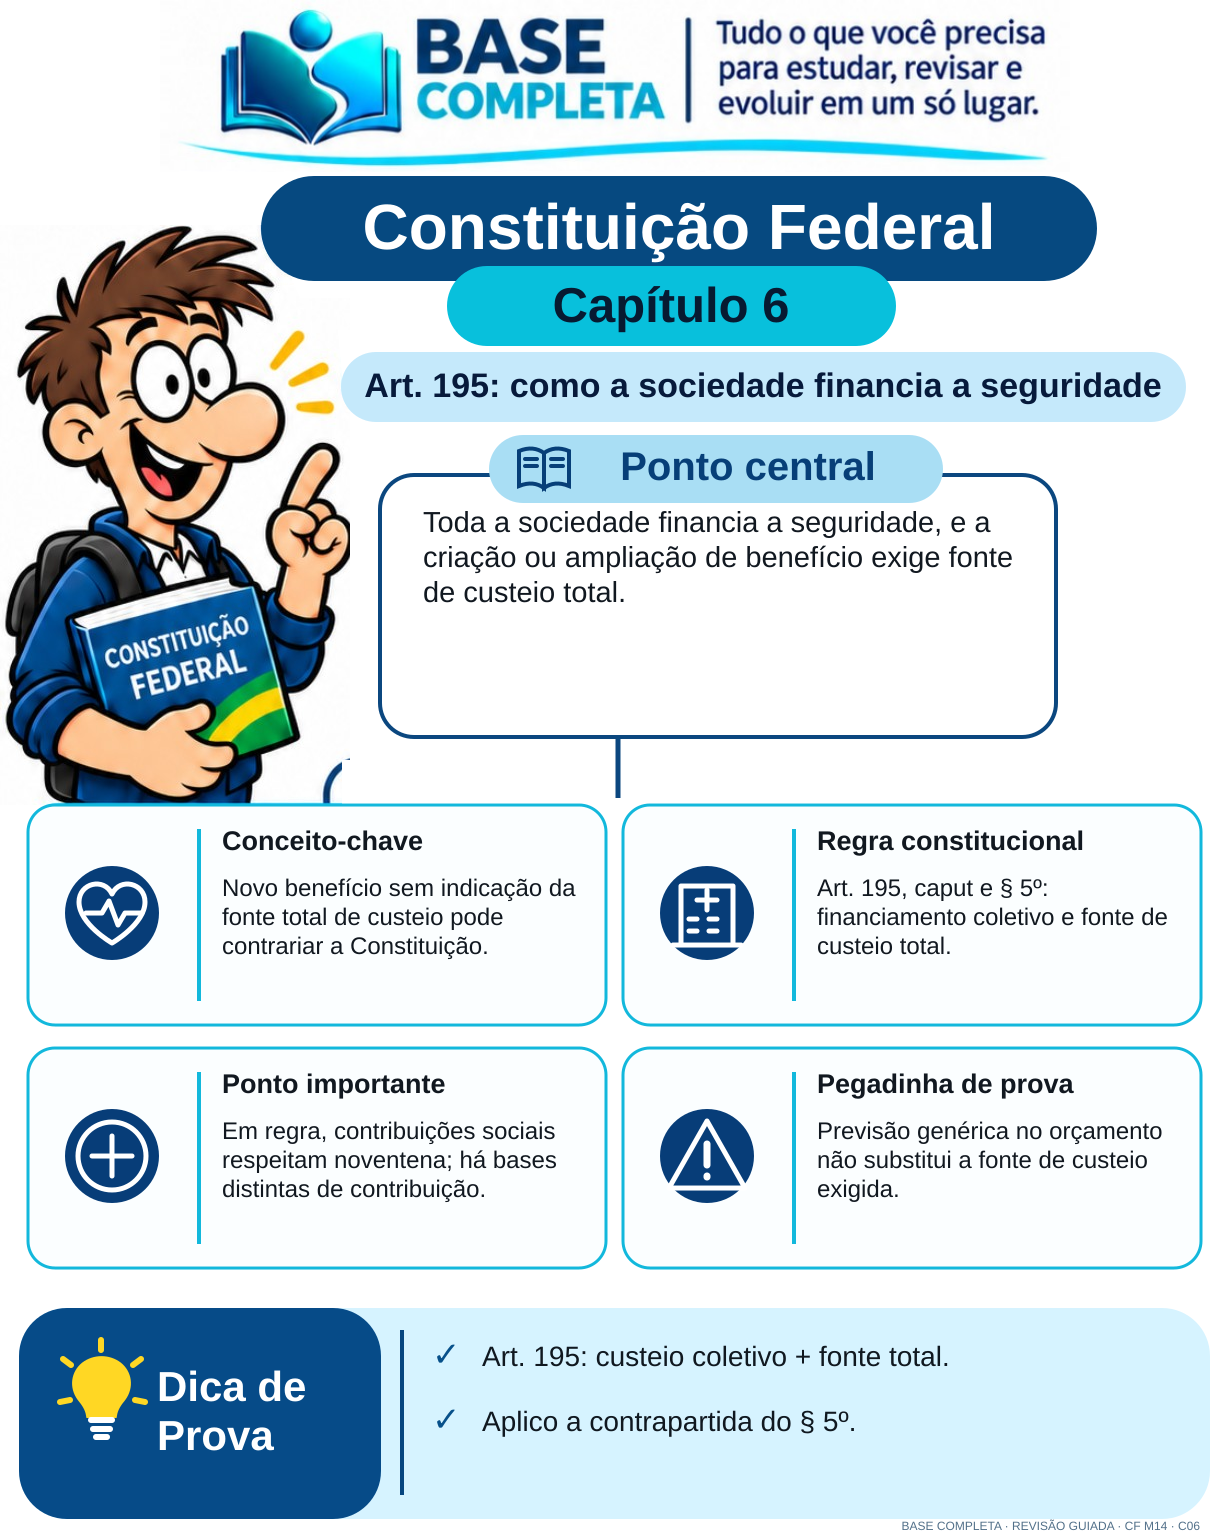 BASE
COMPLETA
Tudo o que você precisa
para estudar, revisar e
evoluir em um só lugar.
Constituição Federal
Capítulo 6
Art. 195: como a sociedade financia a seguridade
Ponto central
Toda a sociedade financia a seguridade, e a
criação ou ampliação de benefício exige fonte
de custeio total.
CONSTITUIÇÃO
FEDERAL
Conceito-chave
Novo benefício sem indicação da
fonte total de custeio pode
contrariar a Constituição.
Regra constitucional
Art. 195, caput e § 5º:
financiamento coletivo e fonte de
custeio total.
Ponto importante
Em regra, contribuições sociais
respeitam noventena; há bases
distintas de contribuição.
Pegadinha de prova
Previsão genérica no orçamento
não substitui a fonte de custeio
exigida.
Dica de
Prova
✓ Art. 195: custeio coletivo + fonte total.
✓ Aplico a contrapartida do § 5º.
BASE COMPLETA · REVISÃO GUIADA · CF M14 · C06